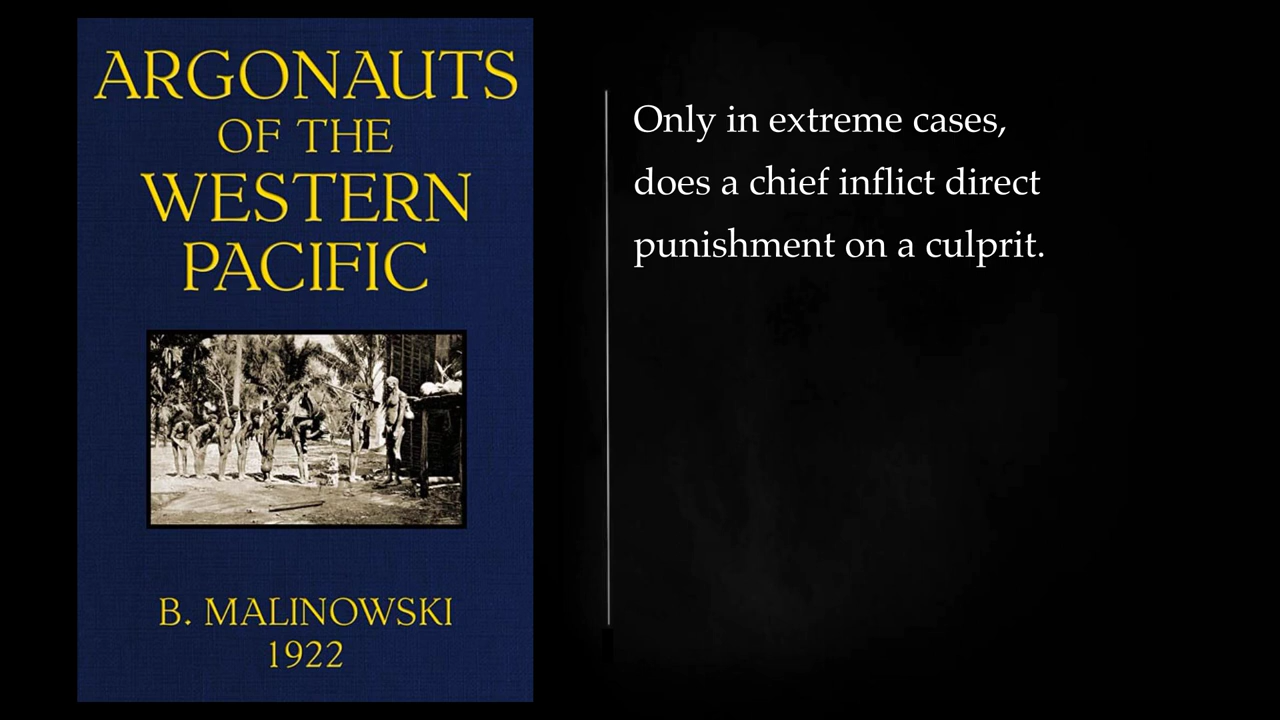 ARGONAUTS
OF THE
WESTERN
PACIFIC
B. MALINOWSKI
1922
Only in extreme cases,
does a chief inflict direct
punishment on a culprit.